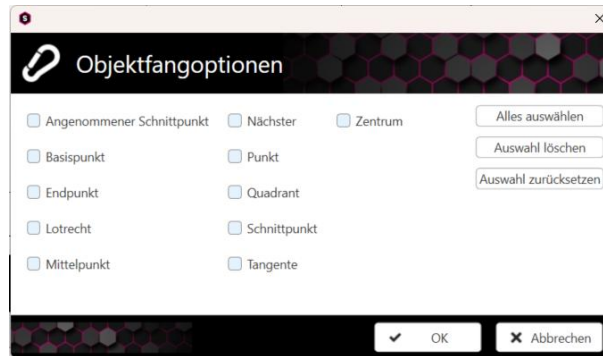 S
Objektfangoptionen
Angenommener Schnittpunkt
Nächster
Zentrum
Alles auswählen
Basispunkt
Punkt
Auswahl löschen
Endpunkt
Quadrant
Auswahl zurücksetzen
Lotrecht
Schnittpunkt
Mittelpunkt
Tangente
OK
Abbrechen